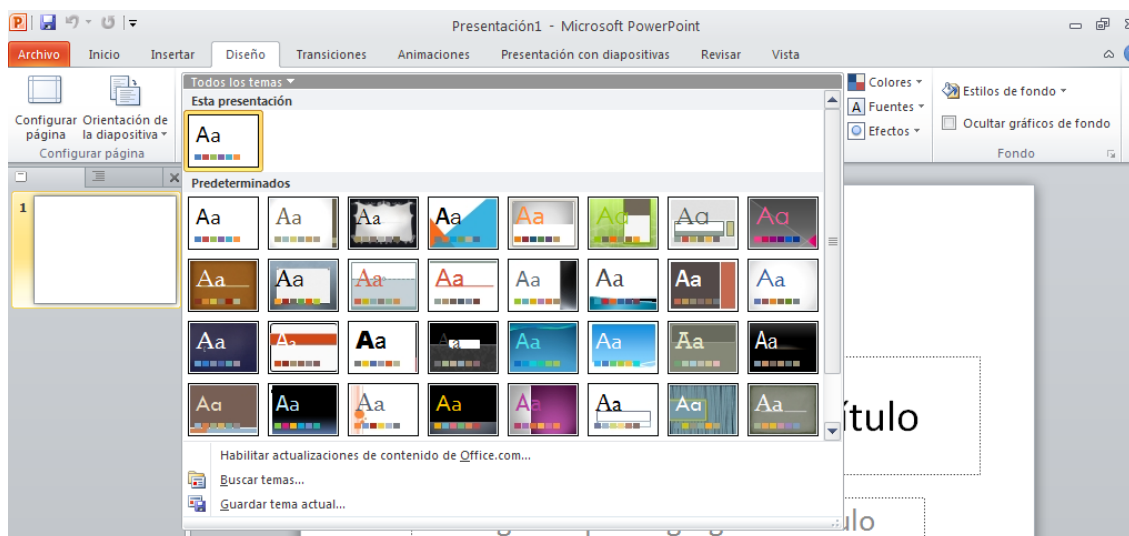 Presentación1 - Microsoft PowerPoint
Archivo Inicio Insertar Diseño Transiciones Animaciones Presentación con diapositivas Revisar Vista
Configurar página
Orientación de la diapositiva
Configurar página
Todos los temas
Esta presentación
Aa
Predeterminados
Aa Aa Aa Aa Aa Aa Aa Aa
Aa Aa Aa Aa Aa Aa Aa Aa
Aa Aa Aa Aa Aa Aa Aa Aa
Aa Aa Aa Aa Aa Aa Aa Aa
Habilitar actualizaciones de contenido de Office.com...
Buscar temas...
Guardar tema actual...
Colores
A Fuentes
Efectos
Estilos de fondo
Ocultar gráficos de fondo
Fondo
1
ítulo
ulo